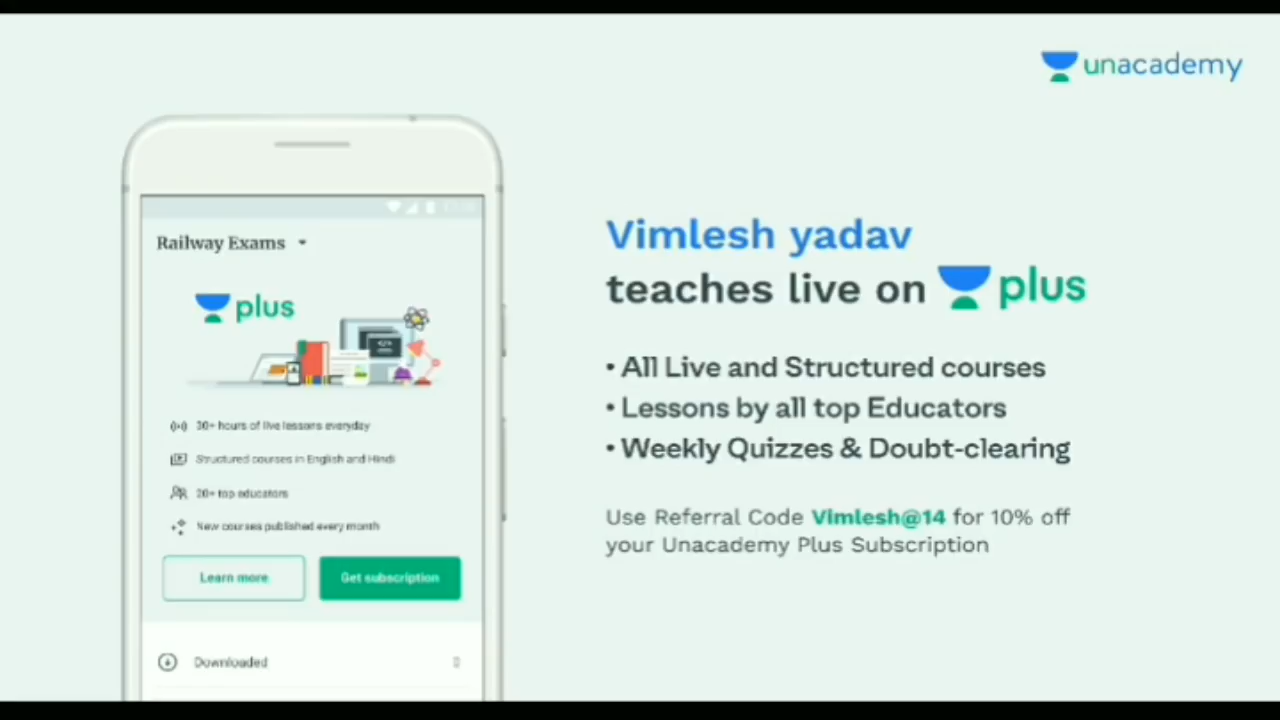 unacademy
Railway Exams
plus
30+ hours of live lessons everyday
Structured courses in English and Hindi
20+ top educators
New courses published every month
Learn more
Get subscription
Downloaded
Vimlesh yadav
teaches live on plus
• All Live and Structured courses
• Lessons by all top Educators
• Weekly Quizzes & Doubt-clearing
Use Referral Code Vimlesh@14 for 10% off
your Unacademy Plus Subscription